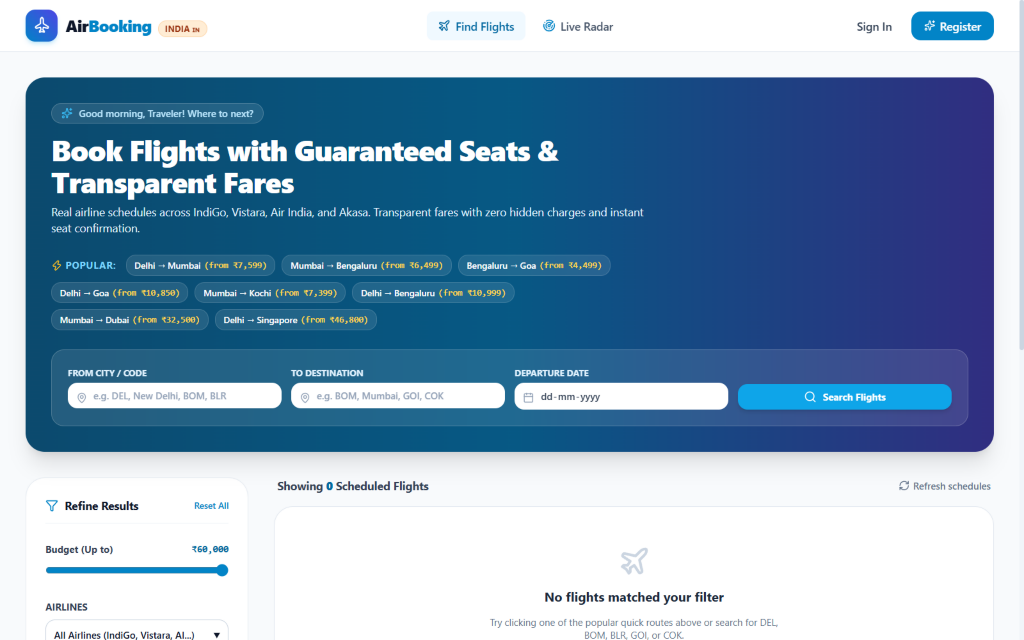 AirBooking INDIA IN
Find Flights
Live Radar
Sign In
Register
Good morning, Traveler! Where to next?
Book Flights with Guaranteed Seats &
Transparent Fares
Real airline schedules across IndiGo, Vistara, Air India, and Akasa. Transparent fares with zero hidden charges and instant
seat confirmation.
POPULAR: Delhi → Mumbai (from ₹7,599) Mumbai → Bengaluru (from ₹6,499) Bengaluru → Goa (from ₹4,499)
Delhi → Goa (from ₹10,850) Mumbai → Kochi (from ₹7,399) Delhi → Bengaluru (from ₹10,999)
Mumbai → Dubai (from ₹32,500) Delhi → Singapore (from ₹46,800)
FROM CITY / CODE
e.g. DEL, New Delhi, BOM, BLR
TO DESTINATION
e.g. BOM, Mumbai, GOI, COK
DEPARTURE DATE
dd-mm-yyyy
Search Flights
Refine Results
Reset All
Budget (Up to) ₹60,000
AIRLINES
All Airlines (IndiGo, Vistara, AI...)
Showing 0 Scheduled Flights
Refresh schedules
No flights matched your filter
Try clicking one of the popular quick routes above or search for DEL,
BOM, BLR, GOI, or COK.